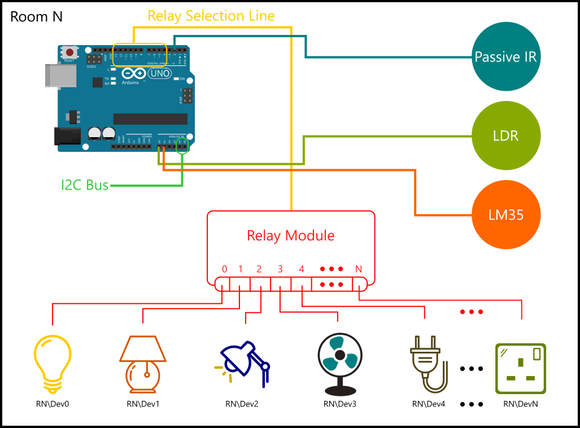 Room N
Relay Selection Line
Passive IR
UNO
Arduino
LDR
I2C Bus
LM35
Relay Module
0 1 2 3 4 N
RN\Dev0 RN\Dev1 RN\Dev2 RN\Dev3 RN\Dev4 RN\DevN